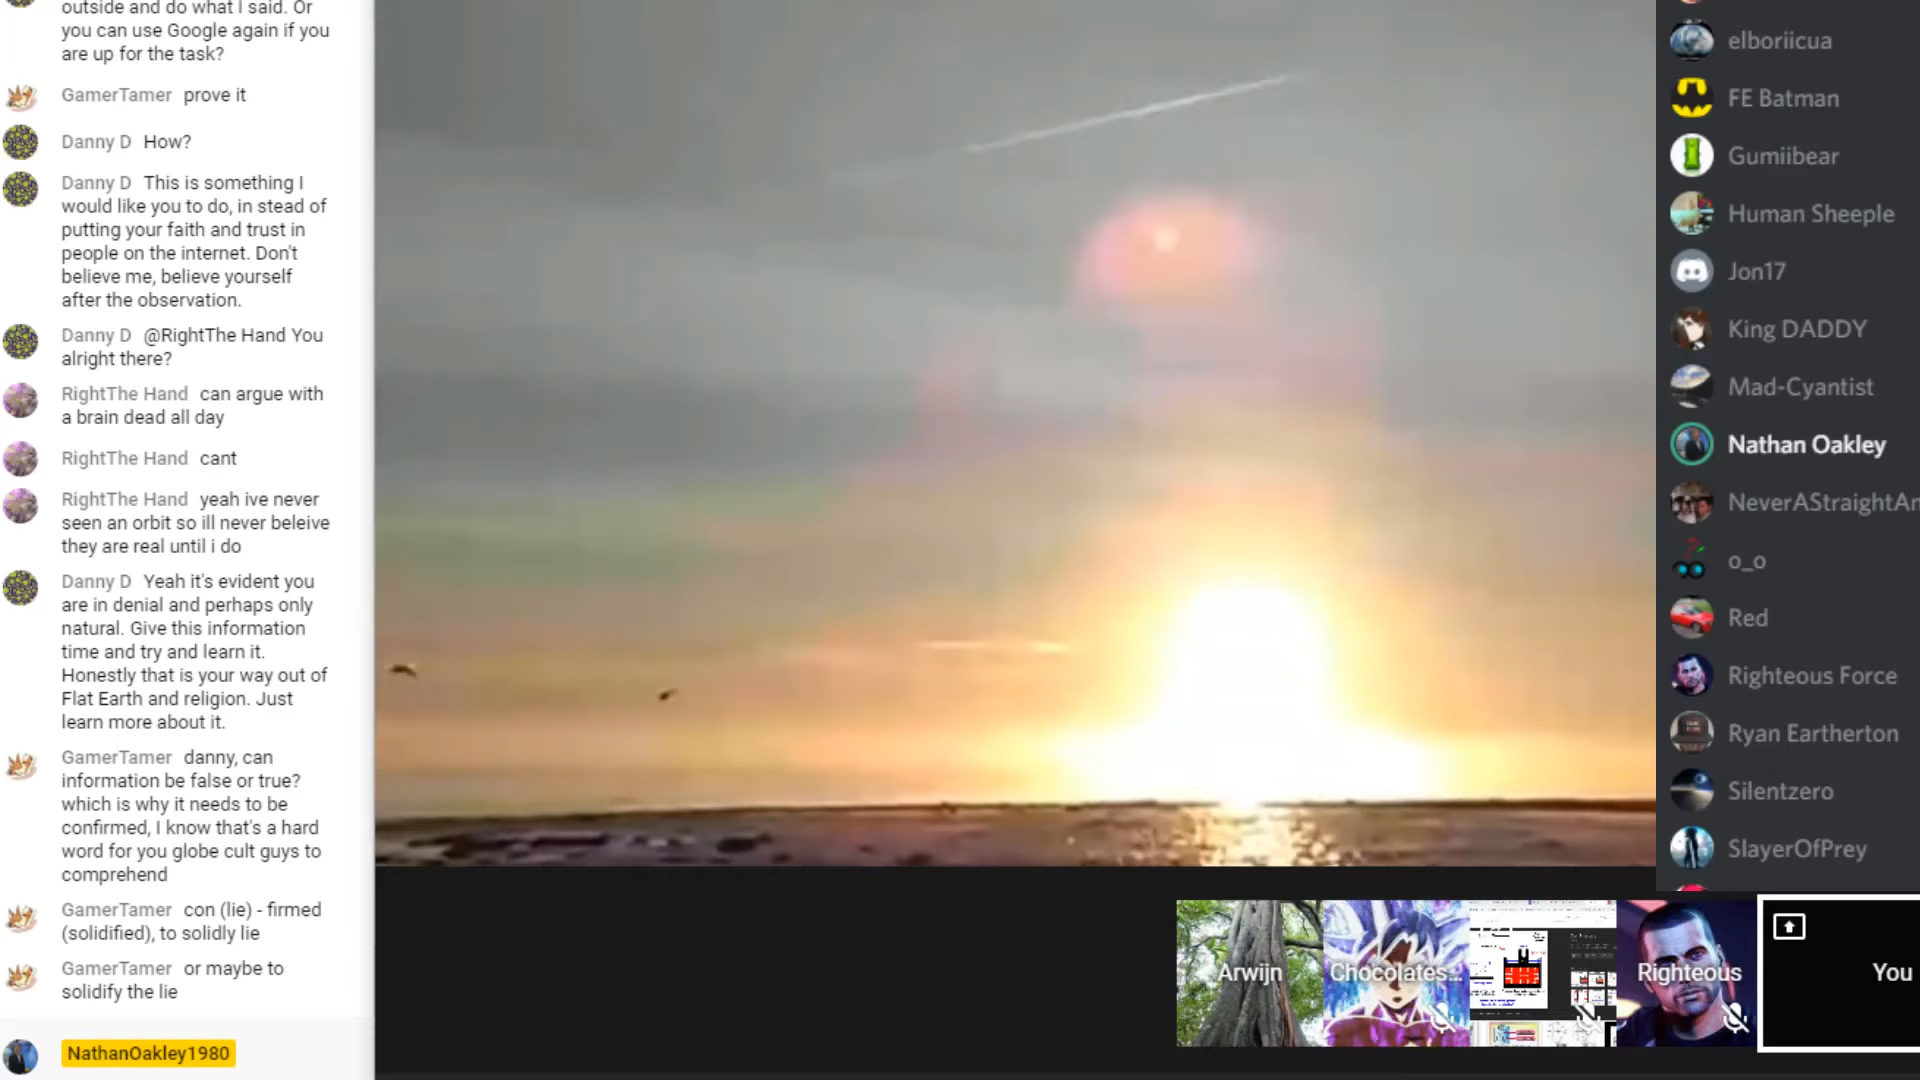 outside and do what I said. Or
you can use Google again if you
are up for the task?
GamerTamer prove it
Danny D How?
Danny D This is something I
would like you to do, in stead of
putting your faith and trust in
people on the internet. Don't
believe me, believe yourself
after the observation.
Danny D @RightThe Hand You
alright there?
RightThe Hand can argue with
a brain dead all day
RightThe Hand cant
RightThe Hand yeah ive never
seen an orbit so ill never beleive
they are real until i do
Danny D Yeah it's evident you
are in denial and perhaps only
natural. Give this information
time and try and learn it.
Honestly that is your way out of
Flat Earth and religion. Just
learn more about it.
GamerTamer danny, can
information be false or true?
which is why it needs to be
confirmed, I know that's a hard
word for you globe cult guys to
comprehend
GamerTamer con (lie) - firmed
(solidified), to solidly lie
GamerTamer or maybe to
solidify the lie
NathanOakley1980
elboriicua
FE Batman
Gumiibear
Human Sheeple
Jon17
King DADDY
Mad-Cyantist
Nathan Oakley
NeverAStraightAn
o_o
Red
Righteous Force
Ryan Eartherton
Silentzero
SlayerOfPrey
Arwijn
Chocolates...
Righteous
You